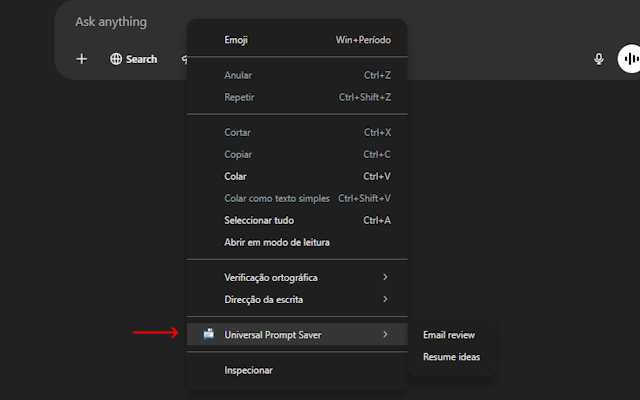 Ask anything
Search
Emoji Win+Período
Anular Ctrl+Z
Repetir Ctrl+Shift+Z
Cortar Ctrl+X
Copiar Ctrl+C
Colar Ctrl+V
Colar como texto simples Ctrl+Shift+V
Seleccionar tudo Ctrl+A
Abrir em modo de leitura
Verificação ortográfica
Direcção da escrita
Universal Prompt Saver
Email review
Resume ideas
Inspecionar